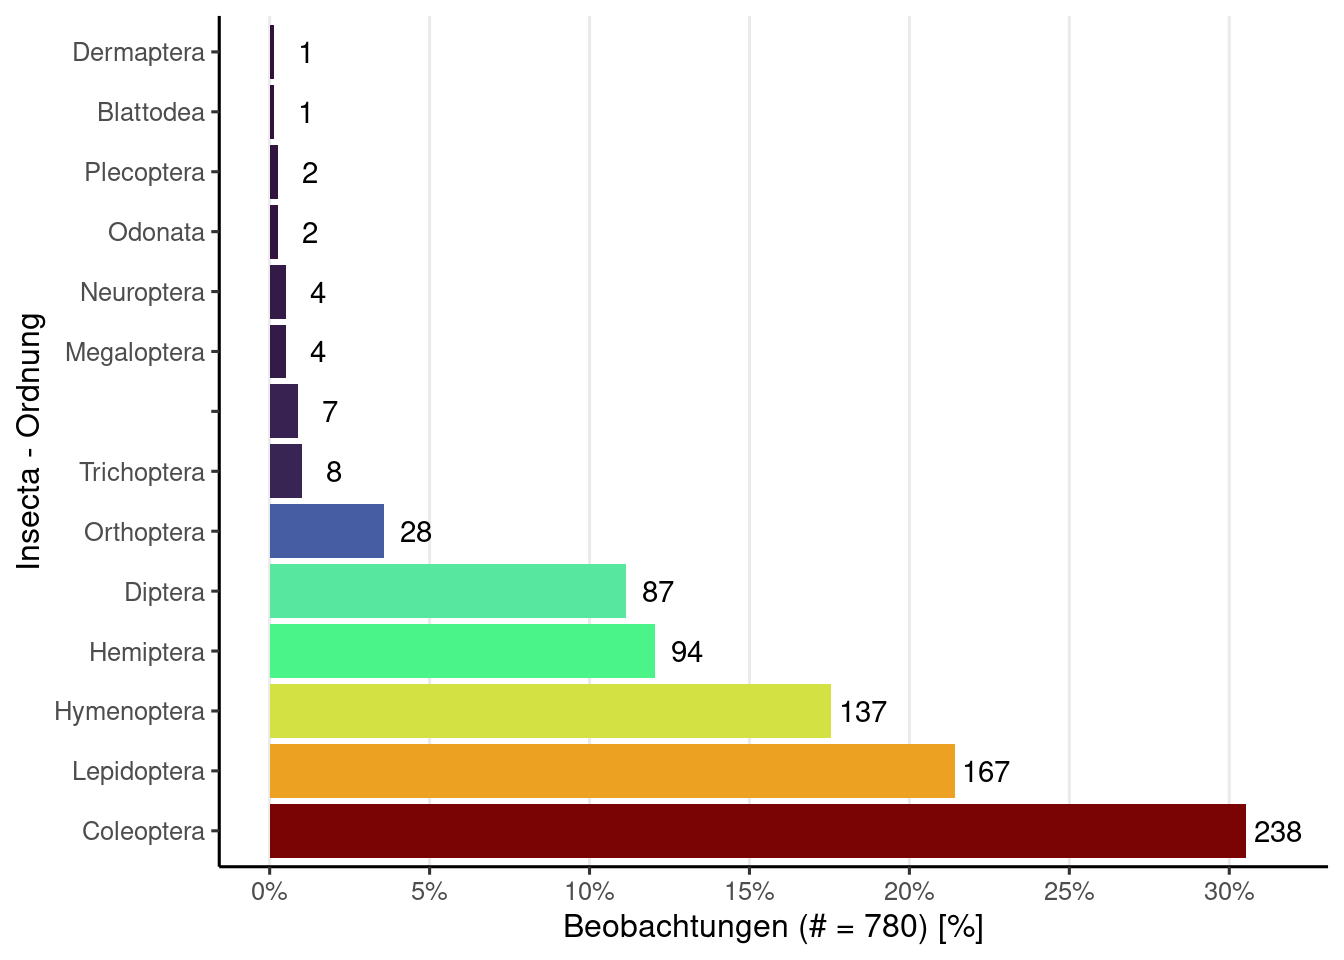 Insecta - Ordnung
Dermaptera 1
Blattodea 1
Plecoptera 2
Odonata 2
Neuroptera 4
Megaloptera 4
7
Trichoptera 8
Orthoptera 28
Diptera 87
Hemiptera 94
Hymenoptera 137
Lepidoptera 167
Coleoptera 238
0% 5% 10% 15% 20% 25% 30%
Beobachtungen (# = 780) [%]